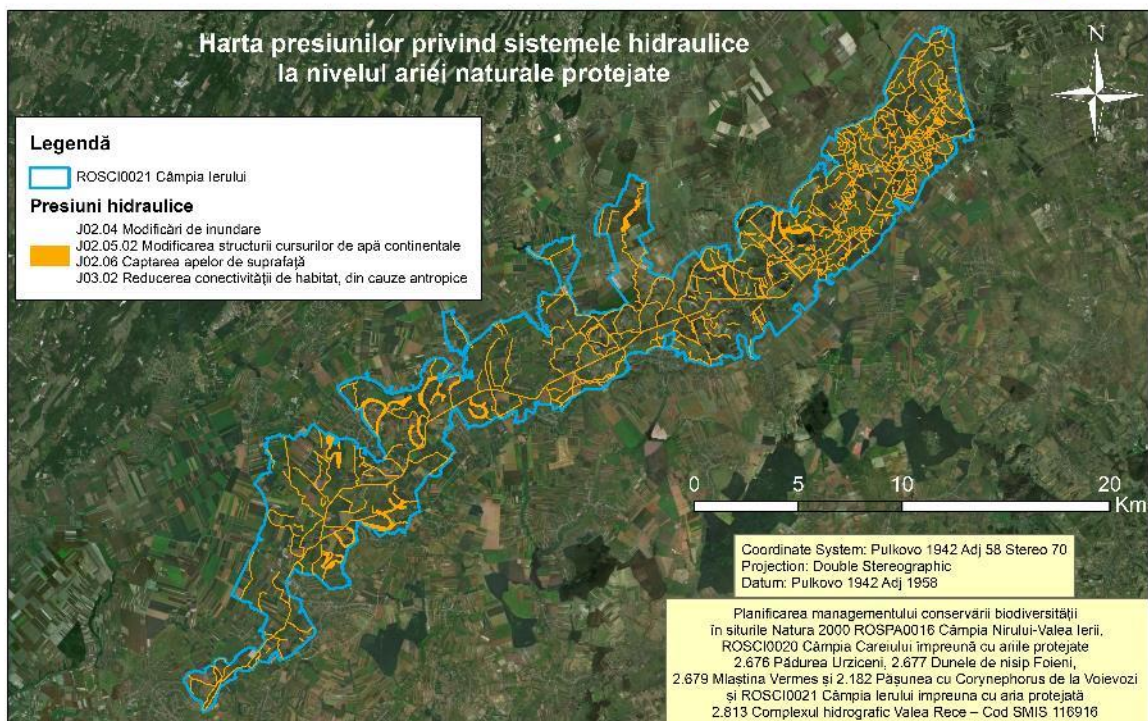 Harta presiunilor privind sistemele hidraulice
la nivelul ariei naturale protejate
N
Legendă
ROSCI0021 Câmpia Ierului
Presiuni hidraulice
J02.04 Modificări de inundare
J02.05.02 Modificarea structurii cursurilor de apă continentale
J02.06 Captarea apelor de suprafață
J03.02 Reducerea conectivității de habitat, din cauze antropice
0 5 10 20
Km
Coordinate System: Pulkovo 1942 Adj 58 Stereo 70
Projection: Double Stereographic
Datum: Pulkovo 1942 Adj 1958
Planificarea managementului conservării biodiversității
în siturile Natura 2000 ROSPA0016 Câmpia Nirului-Valea Ierii,
ROSCI0020 Câmpia Careiului împreună cu ariile protejate
2.676 Pădurea Urziceni, 2.677 Dunele de nisip Foieni,
2.679 Mlaștina Vermes și 2.182 Pășunea cu Corynephorus de la Voievozi
și ROSCI0021 Câmpia Ierului impreuna cu aria protejată
2.813 Complexul hidrografic Valea Rece – Cod SMIS 116916